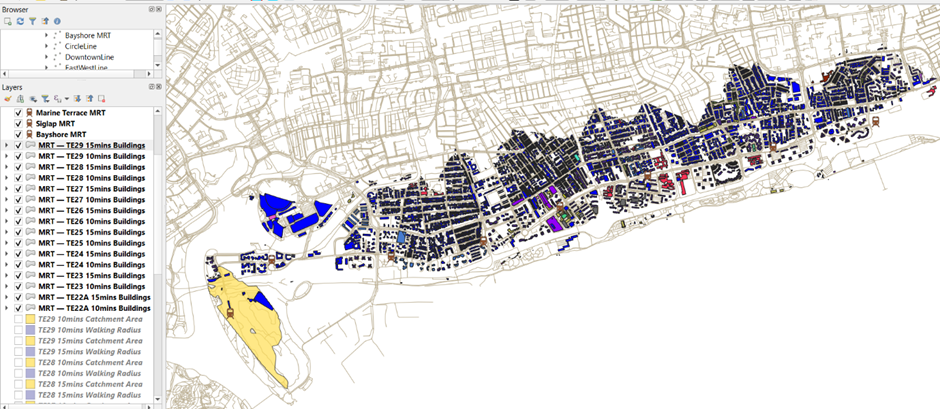 Browser
Bayshore MRT
CircleLine
DowntownLine
EastWestLine
Layers
Marine Terrace MRT
Siglap MRT
Bayshore MRT
MRT — TE29 15mins Buildings
MRT — TE29 10mins Buildings
MRT — TE28 15mins Buildings
MRT — TE28 10mins Buildings
MRT — TE27 15mins Buildings
MRT — TE27 10mins Buildings
MRT — TE26 15mins Buildings
MRT — TE26 10mins Buildings
MRT — TE25 15mins Buildings
MRT — TE25 10mins Buildings
MRT — TE24 15mins Buildings
MRT — TE24 10mins Buildings
MRT — TE23 15mins Buildings
MRT — TE23 10mins Buildings
MRT — TE22A 15mins Buildings
MRT — TE22A 10mins Buildings
TE29 10mins Catchment Area
TE29 10mins Walking Radius
TE29 15mins Catchment Area
TE29 15mins Walking Radius
TE28 10mins Catchment Area
TE28 10mins Walking Radius
TE28 15mins Catchment Area
TE28 15mins Walking Radius